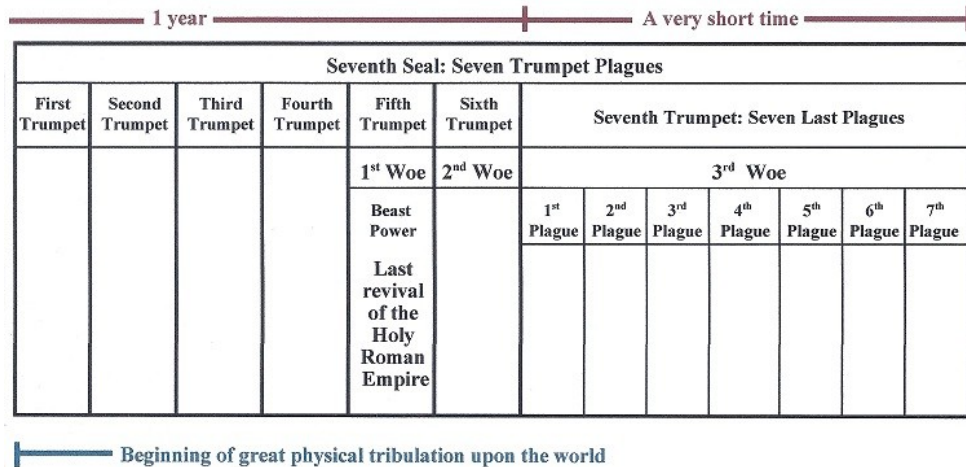 1 year
A very short time
Seventh Seal: Seven Trumpet Plagues
First Trumpet
Second Trumpet
Third Trumpet
Fourth Trumpet
Fifth Trumpet
Sixth Trumpet
Seventh Trumpet: Seven Last Plagues
1st Woe
2nd Woe
3rd Woe
Beast
Power
1st Plague
2nd Plague
3rd Plague
4th Plague
5th Plague
6th Plague
7th Plague
Last
revival
of the
Holy
Roman
Empire
Beginning of great physical tribulation upon the world